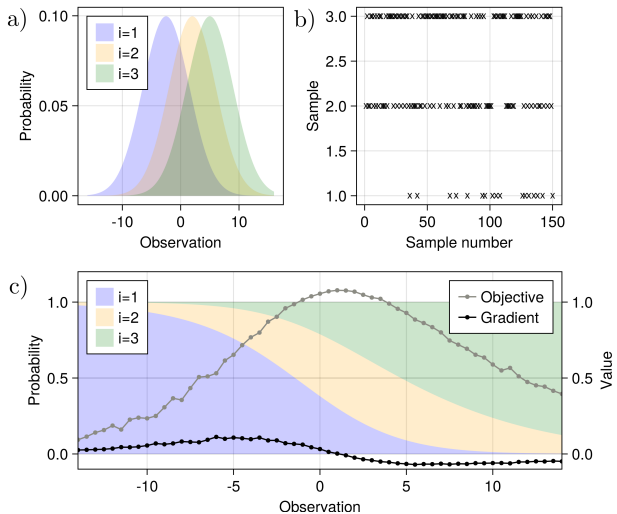 a)
0.10
0.05
0.00
Probability
i=1
i=2
i=3
-10
0
10
Observation
b)
3.0
2.5
2.0
1.5
1.0
Sample
0
50
100
150
Sample number
c)
1.0
0.5
0.0
Probability
i=1
i=2
i=3
Objective
Gradient
1.0
0.5
0.0
Value
-10
-5
0
5
10
Observation